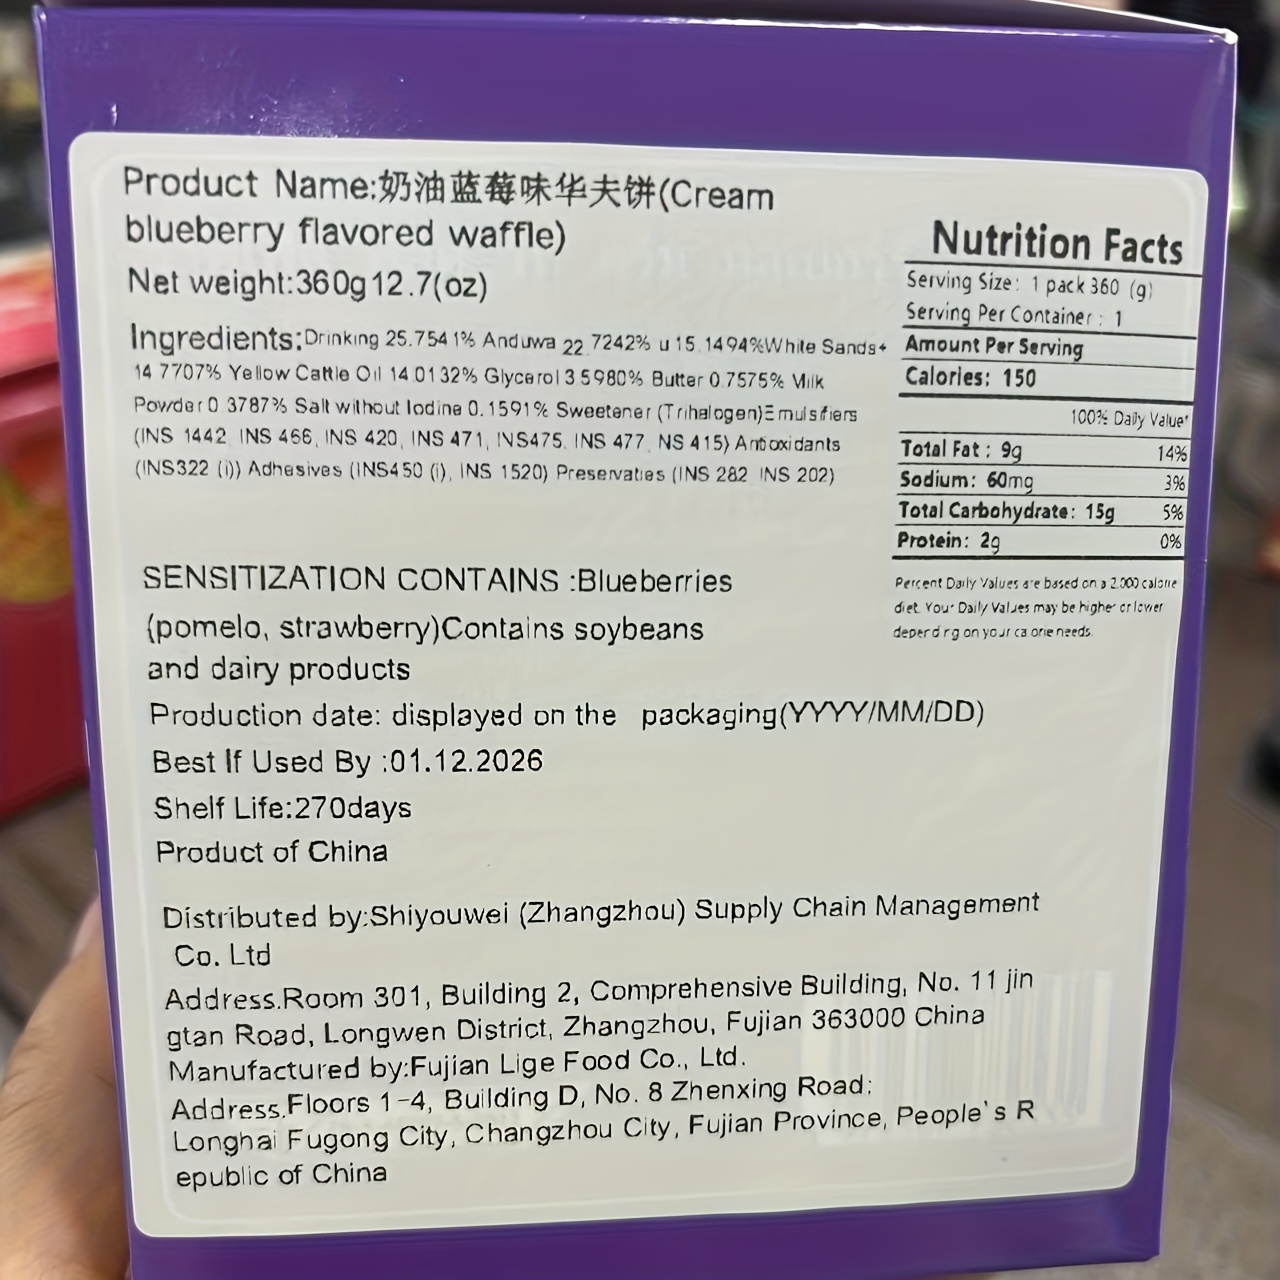 Product Name:奶油蓝莓味华夫饼(Cream
blueberry flavored waffle)
Net weight:360g12.7(oz)
Ingredients:Drinking 25.7541% Anduwa 22 7242% u 15.1494%White Sands+
14 7707% Yellow Cattle Oil 14.0132% Glycerol 3.5980% Butter 0.7575% Milk
Powder 0 3787% Salt without Iodine 0.1591% Sweetener (Trihalogen)Emulsifiers
(INS 1442 INS 466, INS 420, INS 471, INS475, INS 477, NS 415) Antioxidants
(INS322 (i)) Adhesives (INS450 (i), INS 1520) Preservaties (INS 282 INS 202)
SENSITIZATION CONTAINS :Blueberries
(pomelo, strawberry)Contains soybeans
and dairy products
Production date: displayed on the packaging(YYYY/MM/DD)
Best If Used By :01.12.2026
Shelf Life:270days
Product of China
Distributed by:Shiyouwei (Zhangzhou) Supply Chain Management
Co. Ltd
Address.Room 301, Building 2, Comprehensive Building, No. 11 jin
gtan Road, Longwen District, Zhangzhou, Fujian 363000 China
Manufactured by:Fujian Lige Food Co., Ltd.
Address.Floors 1-4, Building D, No. 8 Zhenxing Road;
Longhai Fugong City, Changzhou City, Fujian Province, People's R
epublic of China
Nutrition Facts
Serving Size: 1 pack 360 (g)
Serving Per Container : 1
Amount Per Serving
Calories: 150
100% Daily Value*
Total Fat : 9g 14%
Sodium: 60mg 3%
Total Carbohydrate: 15g 5%
Protein: 2g 0%
Percent Daily Values are based on a 2.000 calorie
diet. Your Daily Values may be higher or lower
depending on your calorie needs.